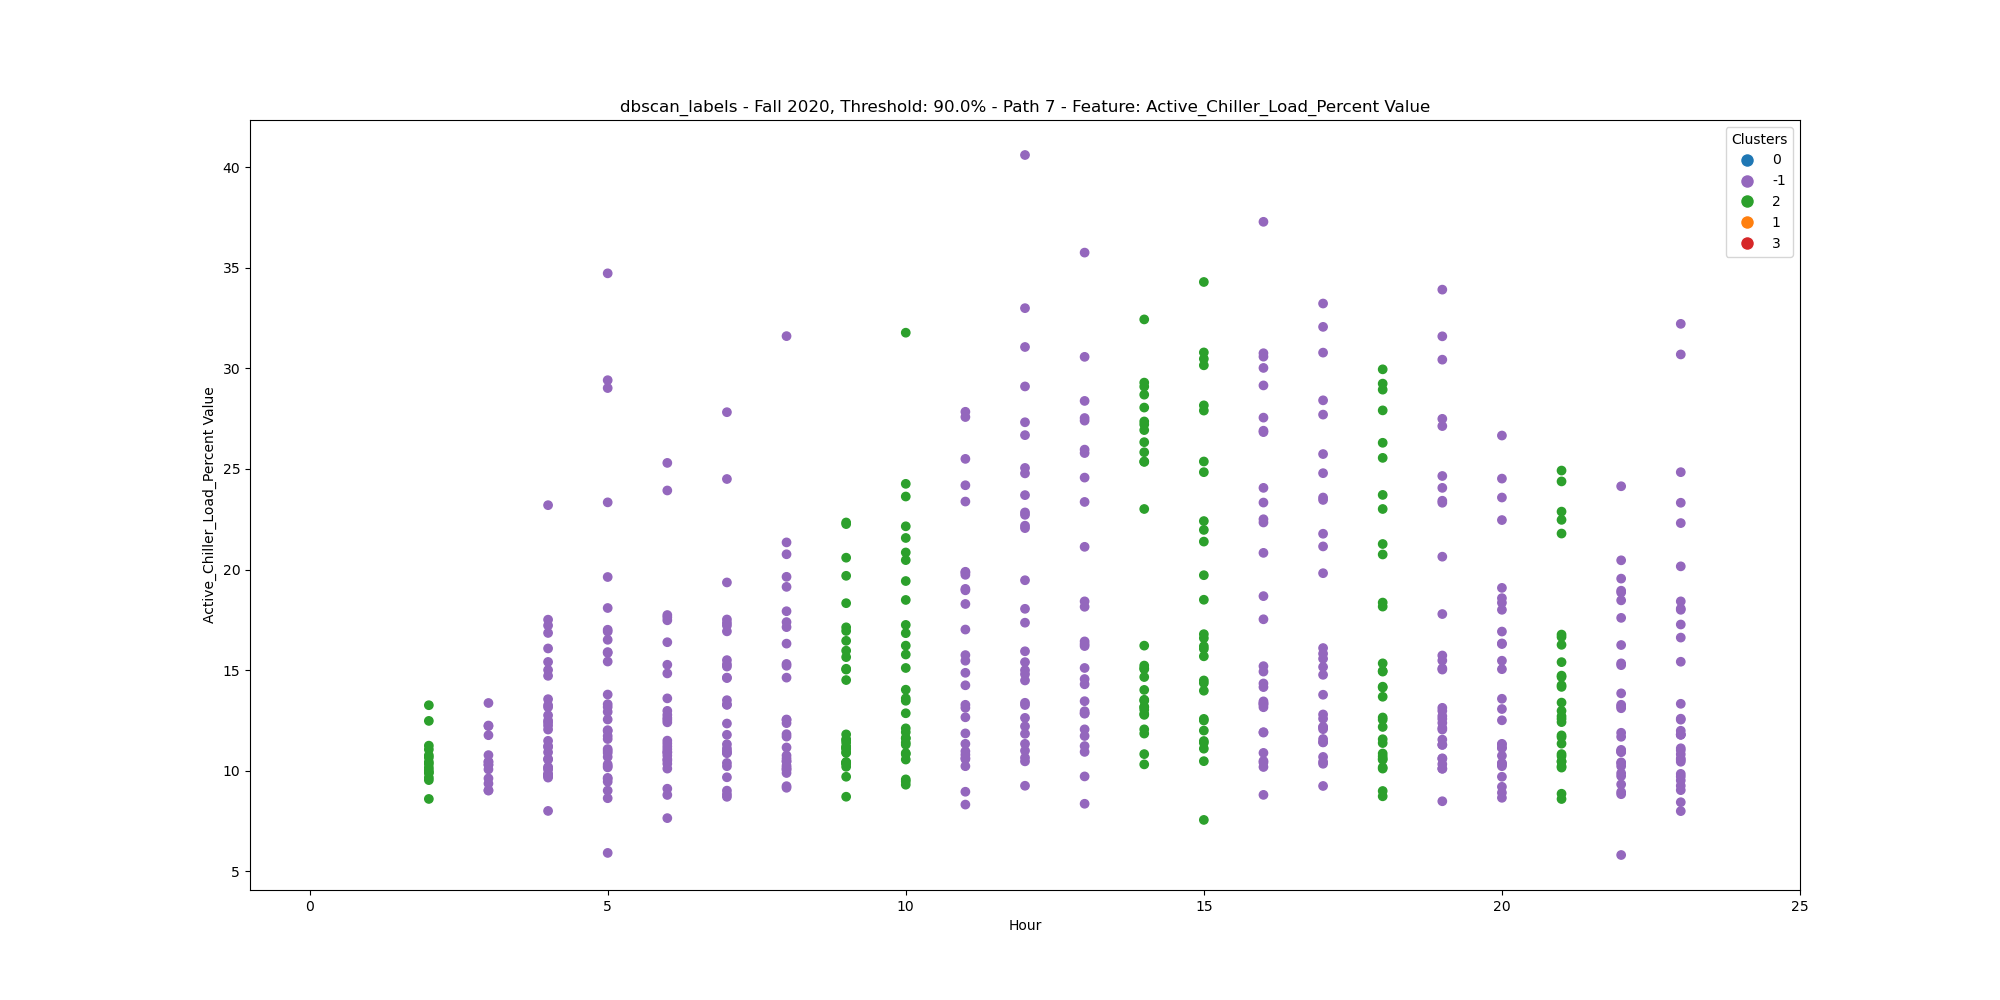 dbscan_labels - Fall 2020, Threshold: 90.0% - Path 7 - Feature: Active_Chiller_Load_Percent Value
Clusters
0
-1
2
1
3
40
35
30
25
20
15
10
5
Active_Chiller_Load_Percent Value
0 5 10 15 20 25
Hour